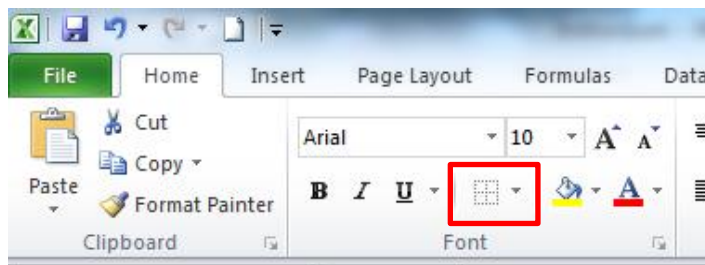 File Home Insert Page Layout Formulas Data
Cut
Copy
Paste
Format Painter
Clipboard
Arial 10 A A
B I U A
Font